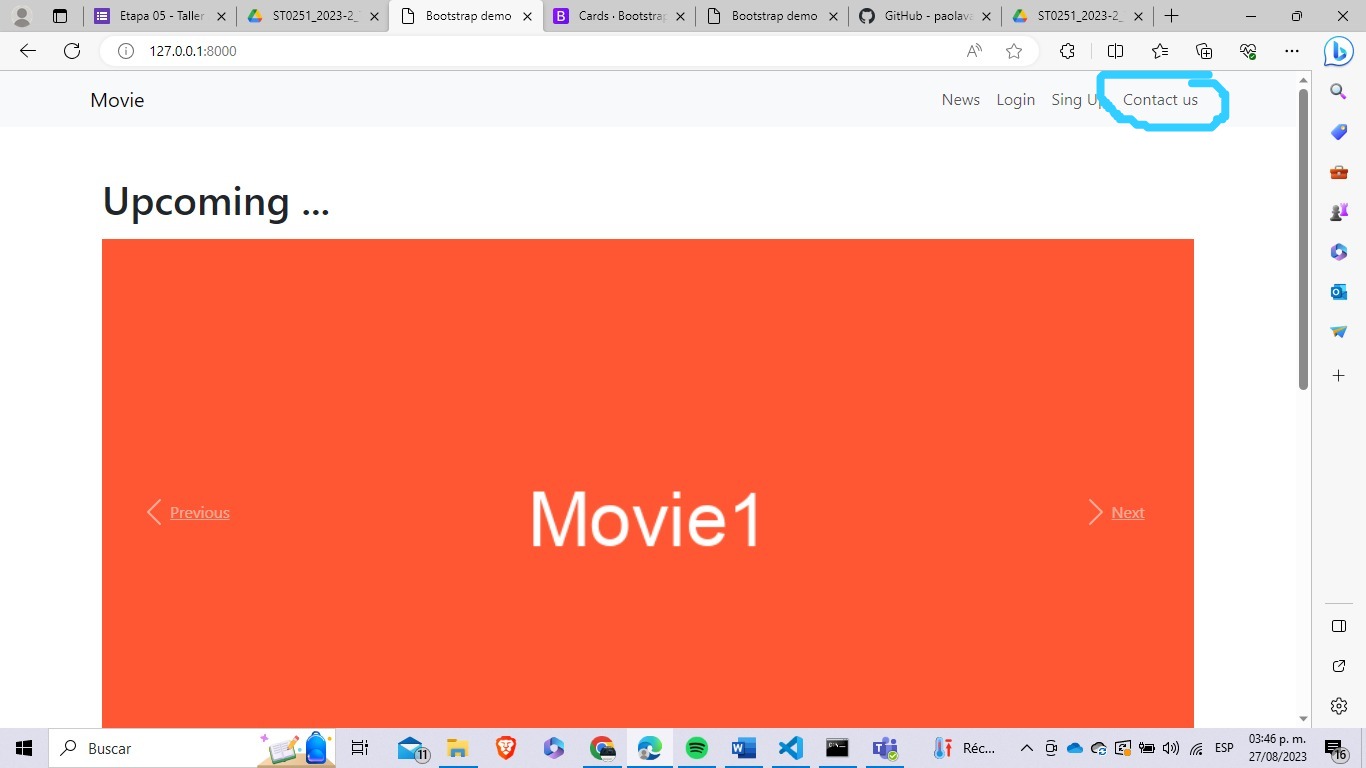 Etapa 05 - Taller
ST0251_2023-2_
Bootstrap demo
Cards · Bootstrap
Bootstrap demo
GitHub - paolava
ST0251_2023-2_
127.0.0.1:8000
Movie
News
Login
Sing Up
Contact us
Upcoming ...
Movie1
Previous
Next
Buscar
11
Réc...
ESP
03:46 p. m.
27/08/2023
16